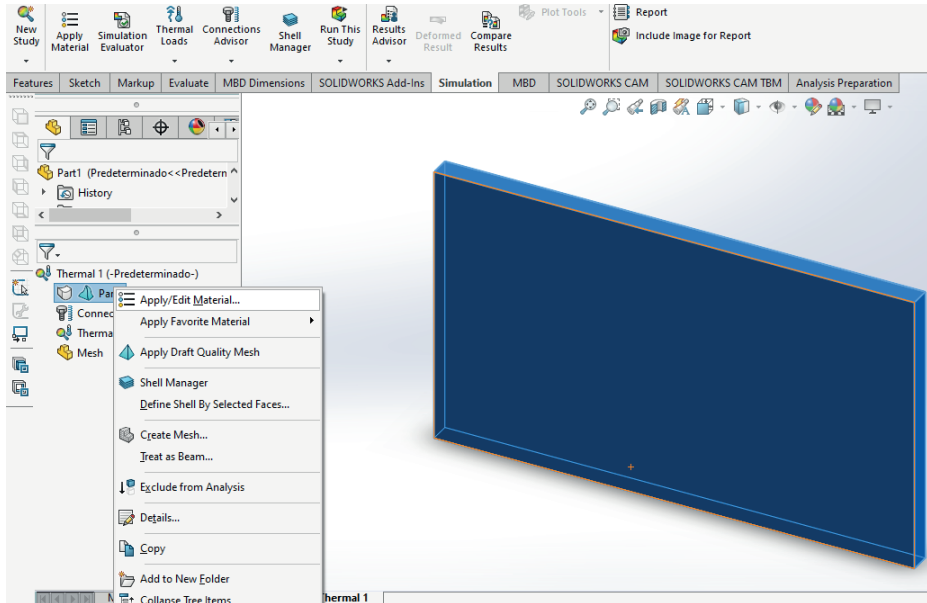 New Study
Apply Material
Simulation Evaluator
Thermal Loads
Connections Advisor
Shell Manager
Run This Study
Results Advisor
Deformed Result
Compare Results
Plot Tools
Report
Include Image for Report
Features Sketch Markup Evaluate MBD Dimensions SOLIDWORKS Add-Ins Simulation MBD SOLIDWORKS CAM SOLIDWORKS CAM TBM Analysis Preparation
Part1 (Predeterminado<<Predetern
History
Thermal 1 (-Predeterminado-)
Par
Connec
Therma
Mesh
Apply/Edit Material...
Apply Favorite Material
Apply Draft Quality Mesh
Shell Manager
Define Shell By Selected Faces...
Create Mesh...
Treat as Beam...
Exclude from Analysis
Details...
Copy
Add to New Folder
Collapse Tree Items
hermal 1